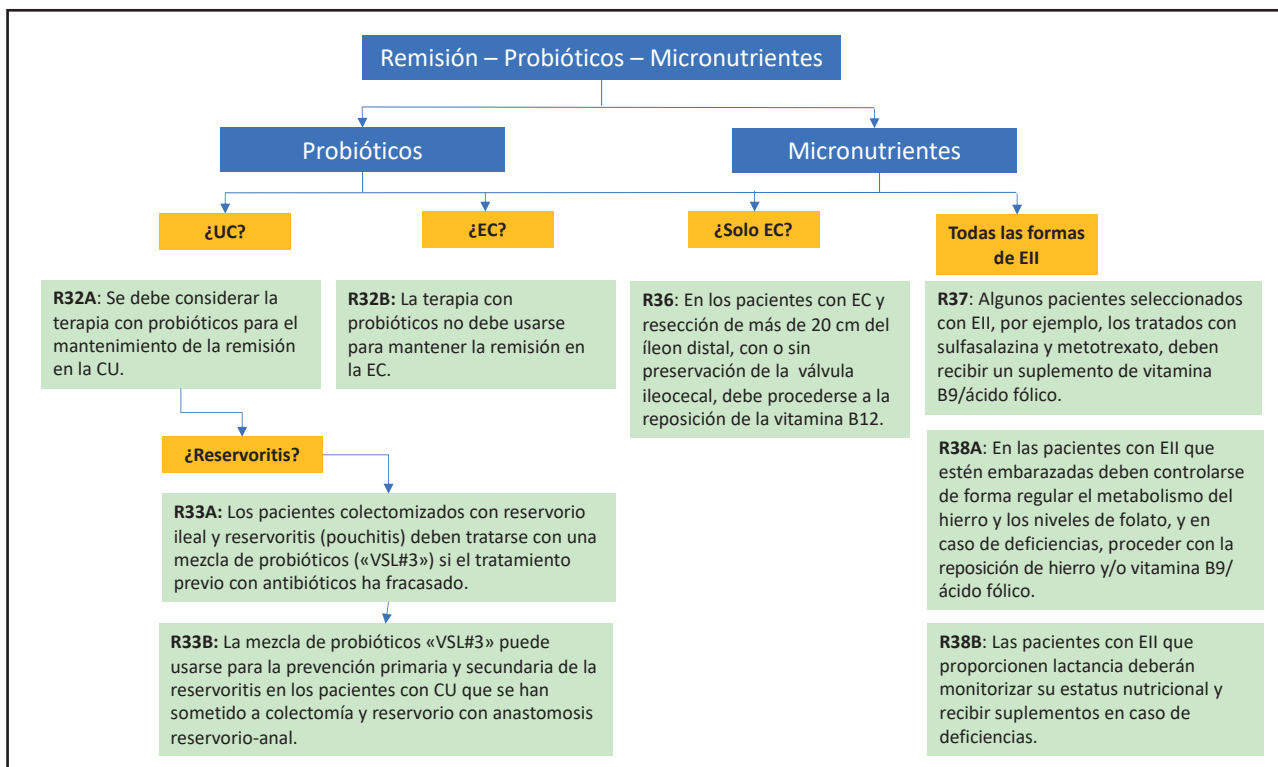 Remisión – Probióticos – Micronutrientes
Probióticos
Micronutrientes
¿UC?
¿EC?
¿Solo EC?
Todas las formas
de EII
R32A: Se debe considerar la
terapia con probióticos para el
mantenimiento de la remisión
en la CU.
R32B: La terapia con
probióticos no debe usarse
para mantener la remisión en
la EC.
R36: En los pacientes con EC y
resección de más de 20 cm del
íleon distal, con o sin
preservación de la válvula
ileocecal, debe procederse a la
reposición de la vitamina B12.
R37: Algunos pacientes seleccionados
con EII, por ejemplo, los tratados con
sulfasalazina y metotrexato, deben
recibir un suplemento de vitamina
B9/ácido fólico.
¿Reservoritis?
R33A: Los pacientes colectomizados con reservorio
ileal y reservoritis (pouchitis) deben tratarse con una
mezcla de probióticos («VSL#3») si el tratamiento
previo con antibióticos ha fracasado.
R33B: La mezcla de probióticos «VSL#3» puede
usarse para la prevención primaria y secundaria de la
reservoritis en los pacientes con CU que se han
sometido a colectomía y reservorio con anastomosis
reservorio-anal.
R38A: En las pacientes con EII que
estén embarazadas deben controlarse
de forma regular el metabolismo del
hierro y los niveles de folato, y en
caso de deficiencias, proceder con la
reposición de hierro y/o vitamina B9/
ácido fólico.
R38B: Las pacientes con EII que
proporcionen lactancia deberán
monitorizar su estatus nutricional y
recibir suplementos en caso de
deficiencias.